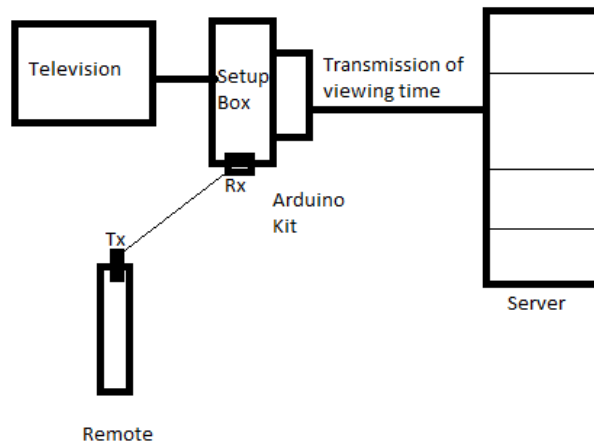 Television
Setup
Box
Transmission of
viewing time
Rx
Arduino
Kit
Tx
Server
Remote